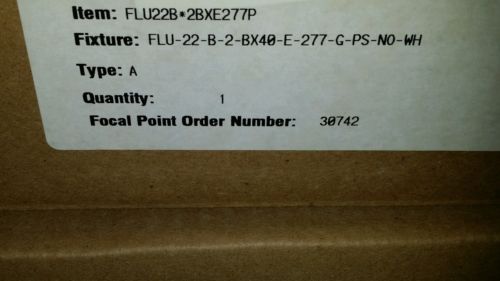 Item: FLU22B*2BXE277P
Fixture: FLU-22-B-2-BX40-E-277-G-PS-NO-WH
Type: A
Quantity: 1
Focal Point Order Number: 30742